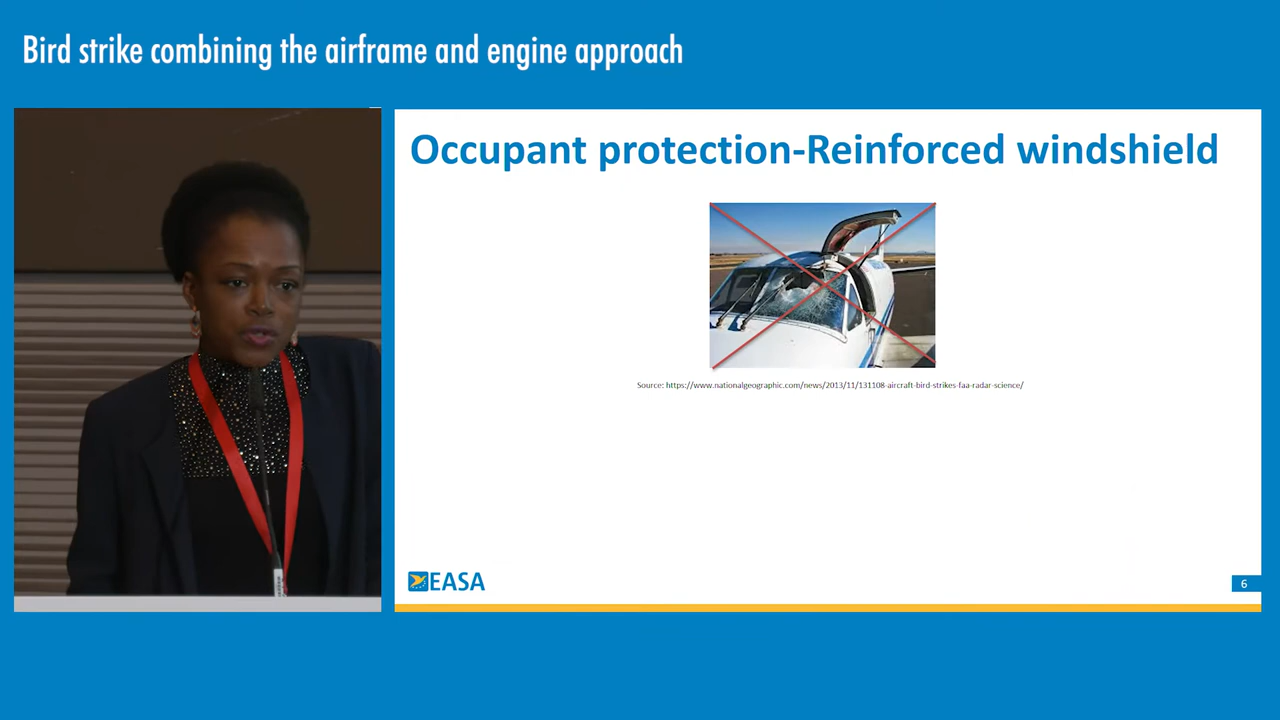 Bird strike combining the airframe and engine approach
Occupant protection-Reinforced windshield
Source: https://www.nationalgeographic.com/news/2013/11/131108-aircraft-bird-strikes-faa-radar-science/
EASA
6